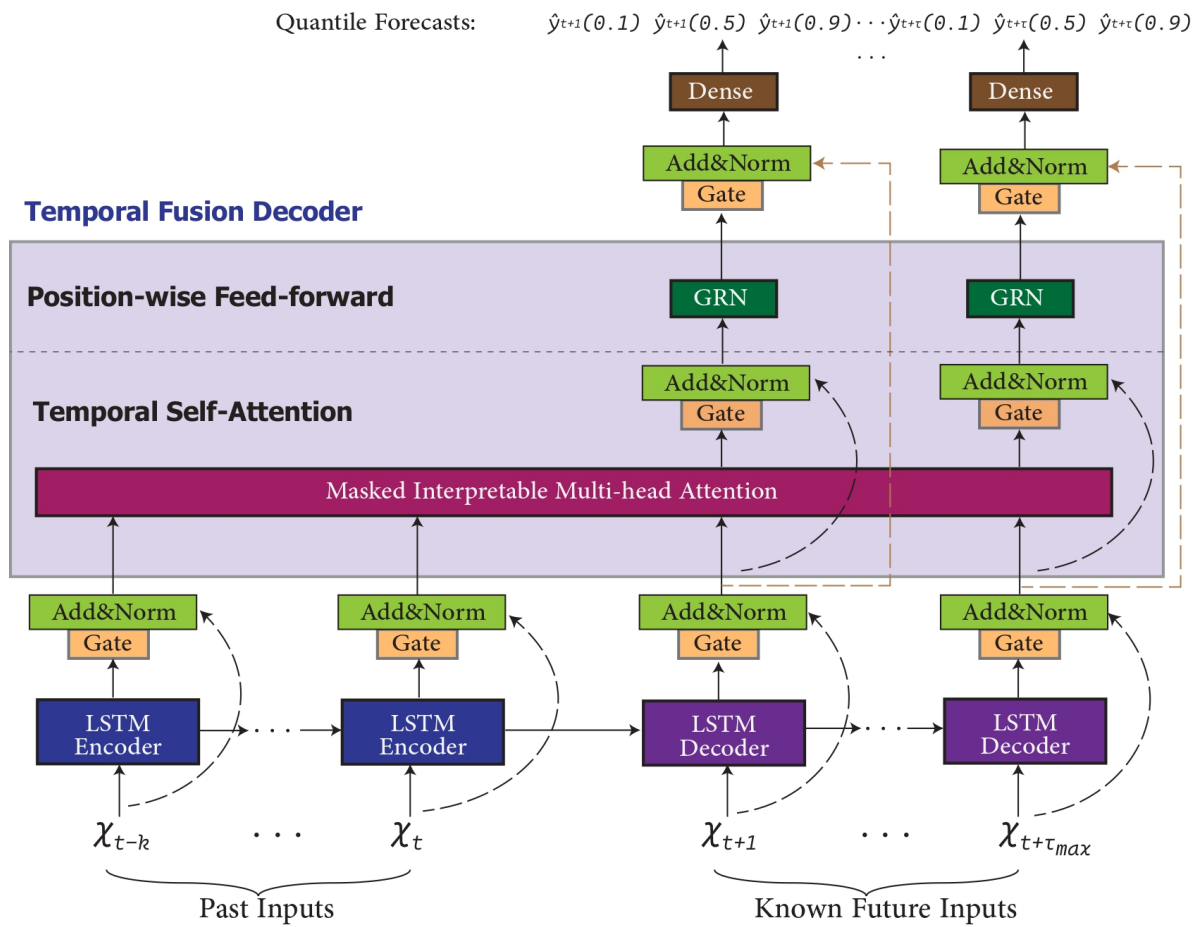 Quantile Forecasts: ŷt+1(0.1) ŷt+1(0.5) ŷt+1(0.9) ··· ŷt+τ(0.1) ŷt+τ(0.5) ŷt+τ(0.9)
...
Dense Dense
Add&Norm Add&Norm
Gate Gate
Temporal Fusion Decoder
Position-wise Feed-forward GRN GRN
Add&Norm Add&Norm
Temporal Self-Attention Gate Gate
Masked Interpretable Multi-head Attention
Add&Norm Add&Norm Add&Norm Add&Norm
Gate Gate Gate Gate
LSTM LSTM LSTM LSTM
Encoder ... Encoder Decoder ... Decoder
χt-k ... χt χt+1 ... χt+τmax
Past Inputs Known Future Inputs